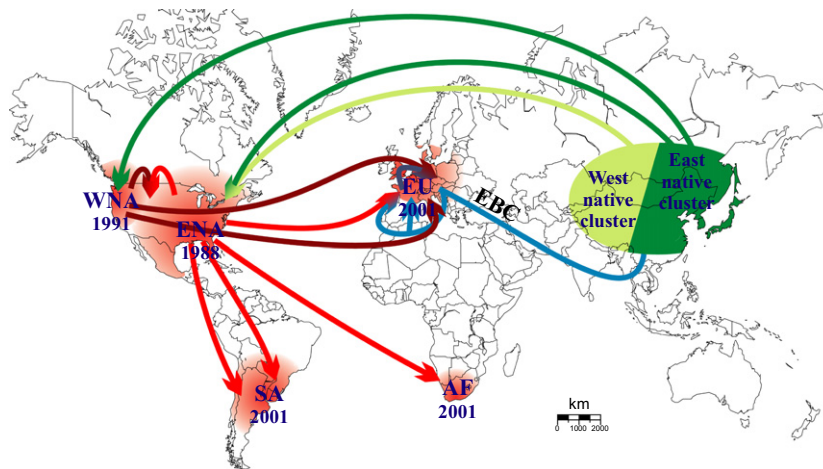 WNA
1991
ENA
1988
EU
2001
EBC
West
native
cluster
East
native
cluster
SA
2001
AF
2001
km
0 1000 2000